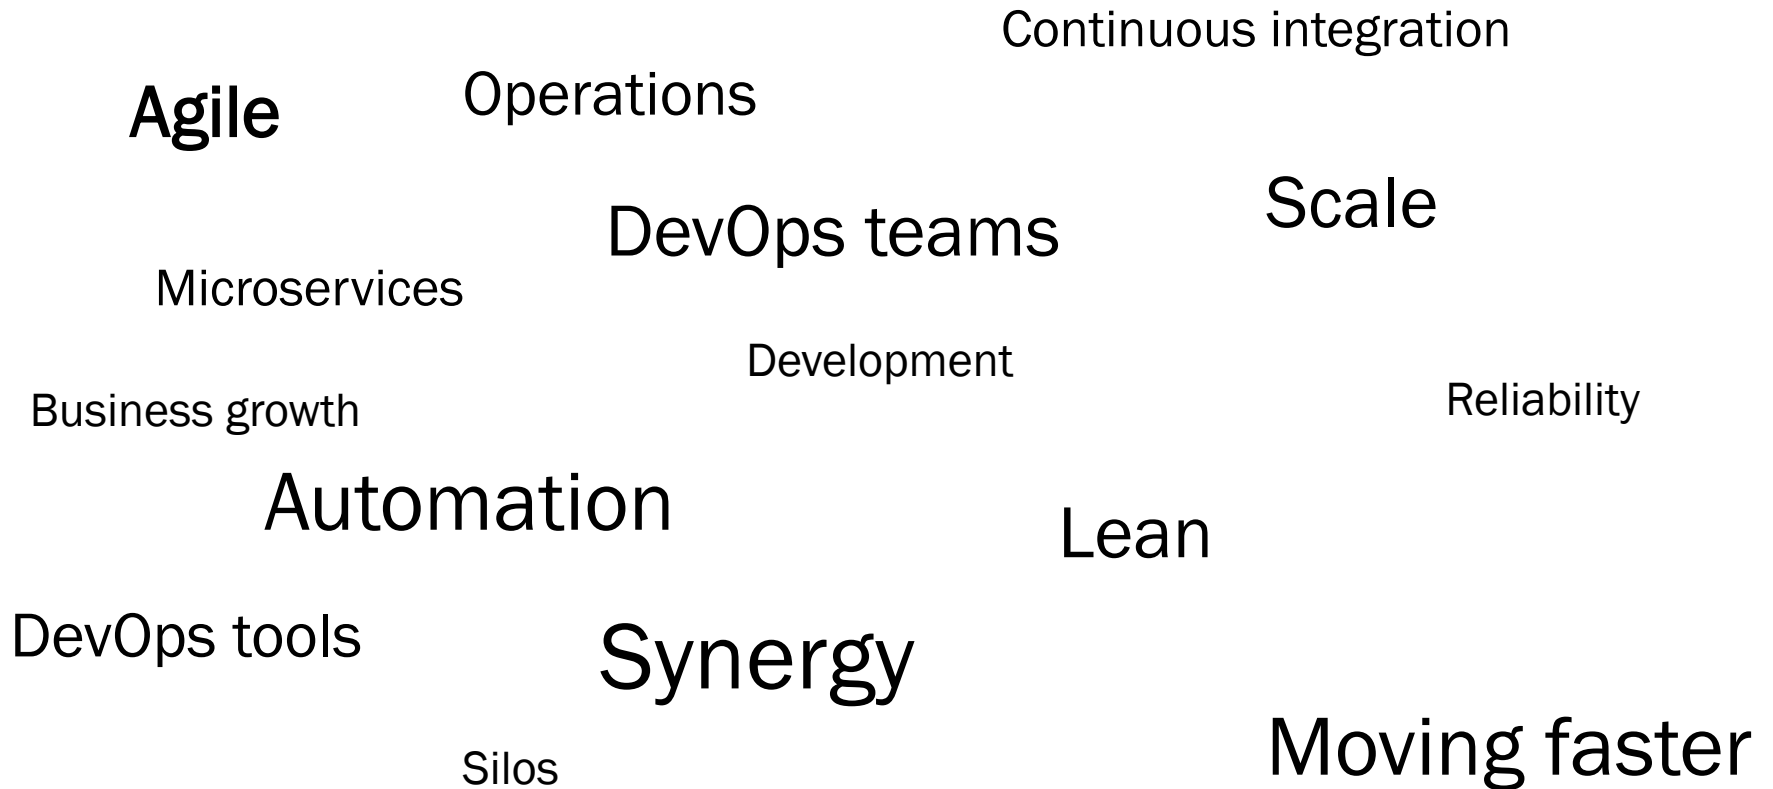 Continuous integration
Agile
Operations
Scale
DevOps teams
Microservices
Development
Business growth
Reliability
Automation
Lean
DevOps tools
Synergy
Silos
Moving faster